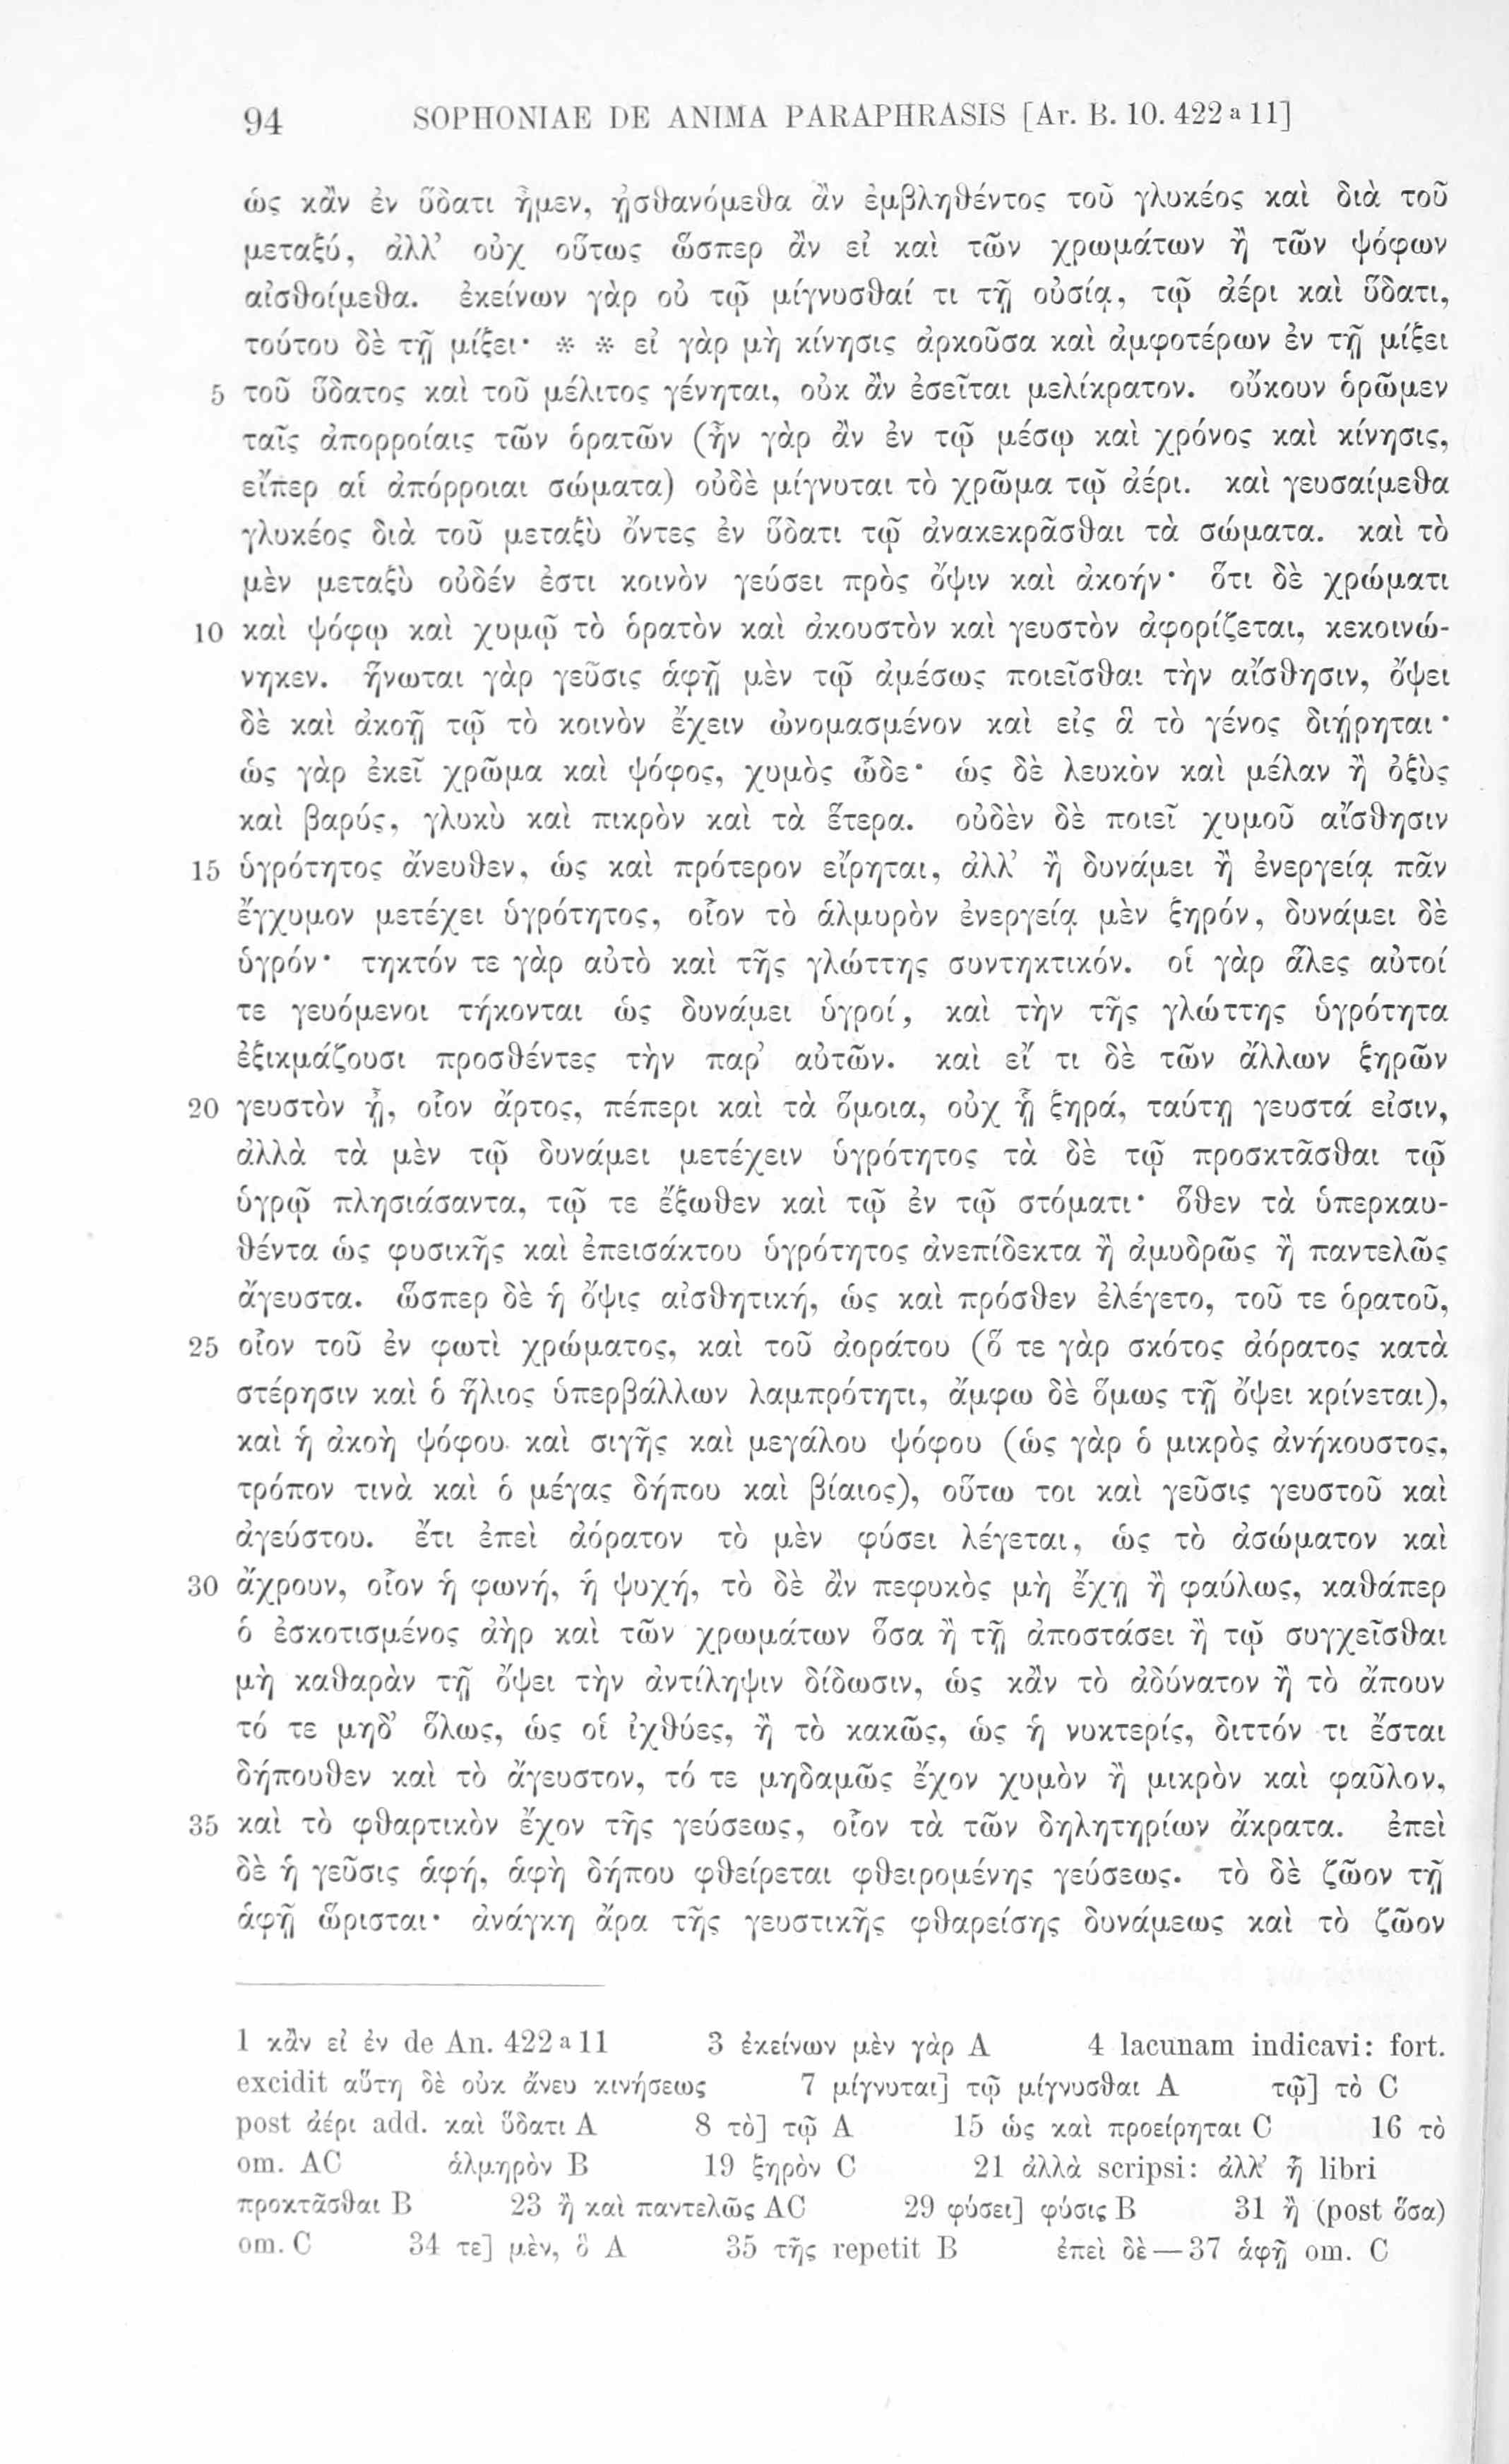 94 SOPHONIAE DE ANIMA PARAPHRASIS [Ar. B. 10. 422 a 11]
ὡς κἂν ἐν ὕδατι ἦμεν, ᾐσθανόμεθα ἂν ἐμβληθέντος τοῦ γλυκέος καὶ διὰ τοῦ
μεταξύ, ἀλλ’ οὐχ οὕτως ὥσπερ ἂν εἰ καὶ τῶν χρωμάτων ἢ τῶν ψόφων
αἰσθοίμεθα. ἐκείνων γὰρ οὐ τῷ μίγνυσθαί τι τῇ οὐσίᾳ, τῷ ἀέρι καὶ ὕδατι,
τούτου δὲ τῇ μίξει· * * εἰ γὰρ μὴ κίνησις ἀρκοῦσα καὶ ἀμφοτέρων ἐν τῇ μίξει
5 τοῦ ὕδατος καὶ τοῦ μέλιτος γένηται, οὐκ ἂν ἐσεῖται μελίκρατον. οὔκουν ὁρῶμεν
ταῖς ἀπορροίαις τῶν ὁρατῶν (ἦν γὰρ ἂν ἐν τῷ μέσῳ καὶ χρόνος καὶ κίνησις,
εἴπερ αἱ ἀπόρροιαι σώματα) οὐδὲ μίγνυται τὸ χρῶμα τῷ ἀέρι. καὶ γευσαίμεθα
γλυκέος διὰ τοῦ μεταξὺ ὄντες ἐν ὕδατι τῷ ἀνακεκρᾶσθαι τὰ σώματα. καὶ τὸ
μὲν μεταξὺ οὐδέν ἐστι κοινὸν γεύσει πρὸς ὄψιν καὶ ἀκοήν· ὅτι δὲ χρώματι
10 καὶ ψόφῳ καὶ χυμῷ τὸ ὁρατὸν καὶ ἀκουστὸν καὶ γευστὸν ἀφορίζεται, κεκοινώ-
νηκεν. ἥνωται γὰρ γεῦσις ἁφῇ μὲν τῷ ἀμέσως ποιεῖσθαι τὴν αἴσθησιν, ὄψει
δὲ καὶ ἀκοῇ τῷ τὸ κοινὸν ἔχειν ὠνομασμένον καὶ εἰς ἃ τὸ γένος διῄρηται·
ὡς γὰρ ἐκεῖ χρῶμα καὶ ψόφος, χυμὸς ὧδε· ὡς δὲ λευκὸν καὶ μέλαν ἢ ὀξὺς
καὶ βαρύς, γλυκὺ καὶ πικρὸν καὶ τὰ ἕτερα. οὐδὲν δὲ ποιεῖ χυμοῦ αἴσθησιν
15 ὑγρότητος ἄνευθεν, ὡς καὶ πρότερον εἴρηται, ἀλλ’ ἢ δυνάμει ἢ ἐνεργείᾳ πᾶν
ἔγχυμον μετέχει ὑγρότητος, οἷον τὸ ἁλμυρὸν ἐνεργείᾳ μὲν ξηρόν, δυνάμει δὲ
ὑγρόν· τηκτόν τε γὰρ αὐτὸ καὶ τῆς γλώττης συντηκτικόν. οἱ γὰρ ἅλες αὐτοί
τε γευόμενοι τήκονται ὡς δυνάμει ὑγροί, καὶ τὴν τῆς γλώττης ὑγρότητα
ἐξικμάζουσι προσθέντες τὴν παρ’ αὐτῶν. καὶ εἴ τι δὲ τῶν ἄλλων ξηρῶν
20 γευστὸν ᾖ, οἷον ἄρτος, πέπερι καὶ τὰ ὅμοια, οὐχ ᾗ ξηρά, ταύτῃ γευστά εἰσιν,
ἀλλὰ τὰ μὲν τῷ δυνάμει μετέχειν ὑγρότητος τὰ δὲ τῷ προσκτᾶσθαι τῷ
ὑγρῷ πλησιάσαντα, τῷ τε ἔξωθεν καὶ τῷ ἐν τῷ στόματι· ὅθεν τὰ ὑπερκαυ-
θέντα ὡς φυσικῆς καὶ ἐπεισάκτου ὑγρότητος ἀνεπίδεκτα ἢ ἀμυδρῶς ἢ παντελῶς
ἄγευστα. ὥσπερ δὲ ἡ ὄψις αἰσθητική, ὡς καὶ πρόσθεν ἐλέγετο, τοῦ τε ὁρατοῦ,
25 οἷον τοῦ ἐν φωτὶ χρώματος, καὶ τοῦ ἀοράτου (ὅ τε γὰρ σκότος ἀόρατος κατὰ
στέρησιν καὶ ὁ ἥλιος ὑπερβάλλων λαμπρότητι, ἄμφω δὲ ὅμως τῇ ὄψει κρίνεται),
καὶ ἡ ἀκοὴ ψόφου καὶ σιγῆς καὶ μεγάλου ψόφου (ὡς γὰρ ὁ μικρὸς ἀνήκουστος,
τρόπον τινὰ καὶ ὁ μέγας δήπου καὶ βίαιος), οὕτω τοι καὶ γεῦσις γευστοῦ καὶ
ἀγεύστου. ἔτι ἐπεὶ ἀόρατον τὸ μὲν φύσει λέγεται, ὡς τὸ ἀσώματον καὶ
30 ἄχρουν, οἷον ἡ φωνή, ἡ ψυχή, τὸ δὲ ἂν πεφυκὸς μὴ ἔχῃ ἢ φαύλως, καθάπερ
ὁ ἐσκοτισμένος ἀὴρ καὶ τῶν χρωμάτων ὅσα ἢ τῇ ἀποστάσει ἢ τῷ συγχεῖσθαι
μὴ καθαρὰν τῇ ὄψει τὴν ἀντίληψιν δίδωσιν, ὡς κἂν τὸ ἀδύνατον ἢ τὸ ἄπουν
τό τε μηδ’ ὅλως, ὡς οἱ ἰχθύες, ἢ τὸ κακῶς, ὡς ἡ νυκτερίς, διττόν τι ἔσται
δήπουθεν καὶ τὸ ἄγευστον, τό τε μηδαμῶς ἔχον χυμὸν ἢ μικρὸν καὶ φαῦλον,
35 καὶ τὸ φθαρτικὸν ἔχον τῆς γεύσεως, οἷον τὰ τῶν δηλητηρίων ἄκρατα. ἐπεὶ
δὲ ἡ γεῦσις ἁφή, ἁφὴ δήπου φθείρεται φθειρομένης γεύσεως. τὸ δὲ ζῶον τῇ
ἁφῇ ὥρισται· ἀνάγκη ἄρα τῆς γευστικῆς φθαρείσης δυνάμεως καὶ τὸ ζῶον
1 κἂν εἰ ἐν de An. 422 a 11 3 ἐκείνων μὲν γὰρ A 4 lacunam indicavi: fort.
excidit αὕτη δὲ οὐκ ἄνευ κινήσεως 7 μίγνυται] τῷ μίγνυσθαι A τῷ] τὸ C
post ἀέρι add. καὶ ὕδατι A 8 τὸ] τῷ A 15 ὡς καὶ προείρηται C 16 τὸ
om. AC ἁλμηρὸν B 19 ξηρὸν C 21 ἀλλὰ scripsi: ἀλλ’ ᾗ libri
προκτᾶσθαι B 23 ἢ καὶ παντελῶς AC 29 φύσει] φύσις B 31 ἢ (post ὅσα)
om. C 34 τε] μὲν, ὃ A 35 τῆς repetit B ἐπεὶ δὲ — 37 ἁφῇ om. C